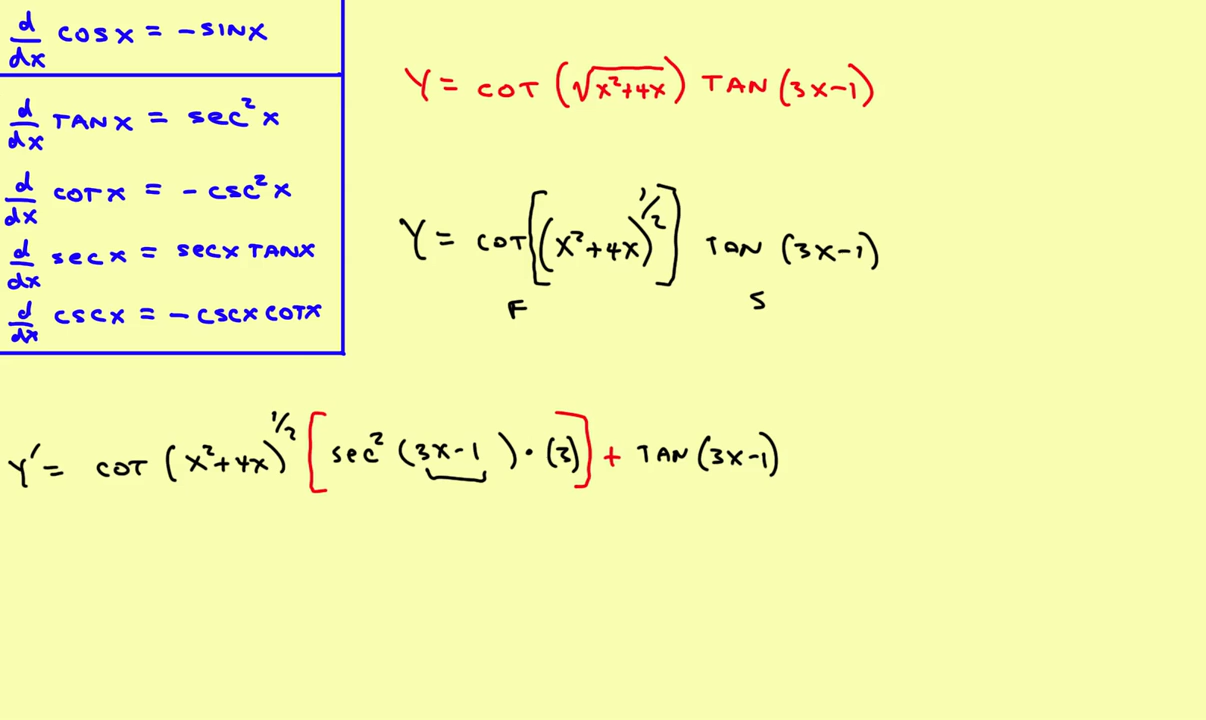 d/dx COS X = - SIN X
d/dx TAN X = sec² x
d/dx COT X = - csc² x
d/dx sec x = sec x TAN X
d/dx csc x = - csc x COT X
Y = COT (√x²+4x) TAN (3x-1)
Y = COT[(x²+4x)^1/2] TAN (3x-1)
F S
Y' = COT (x²+4x)^1/2 [sec² (3x-1) · (3)] + TAN (3x-1)